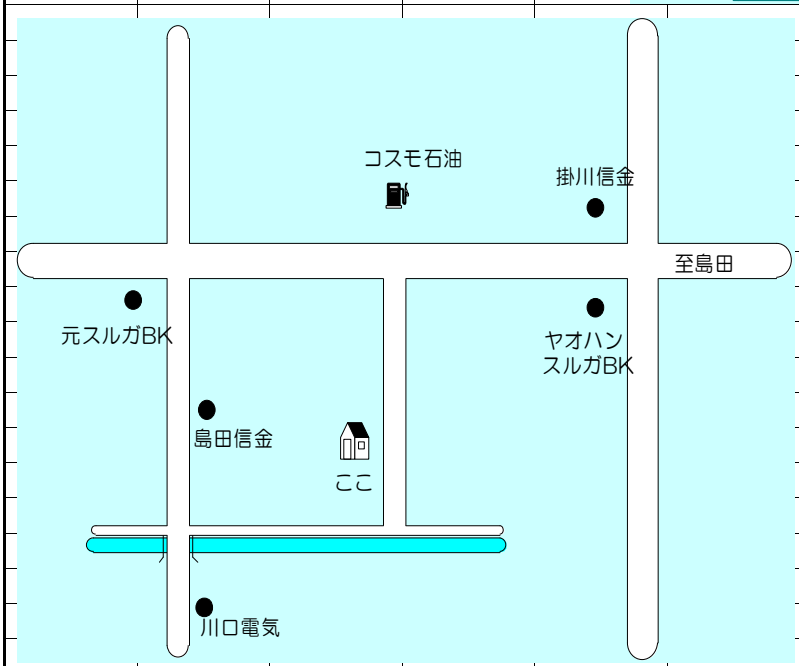 コスモ石油
掛川信金
至島田
元スルガBK
ヤオハン
スルガBK
島田信金
ここ
川口電気